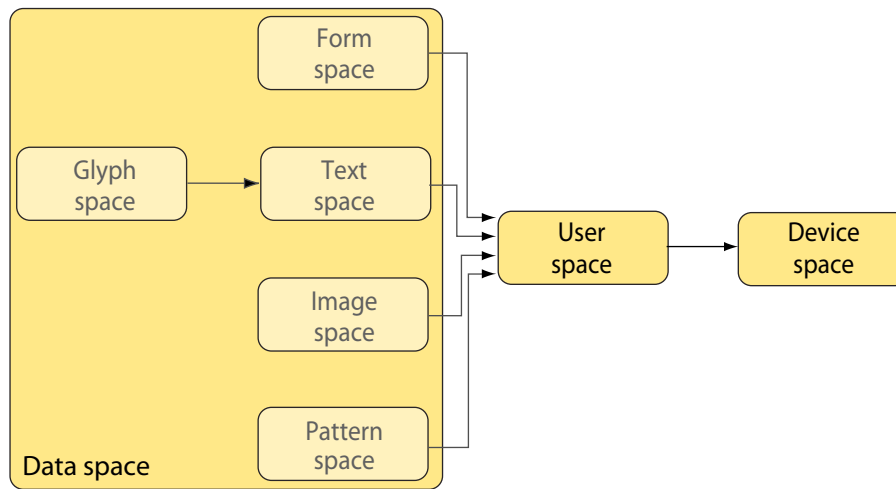 Form
space
Glyph
space
Text
space
User
space
Device
space
Image
space
Pattern
space
Data space